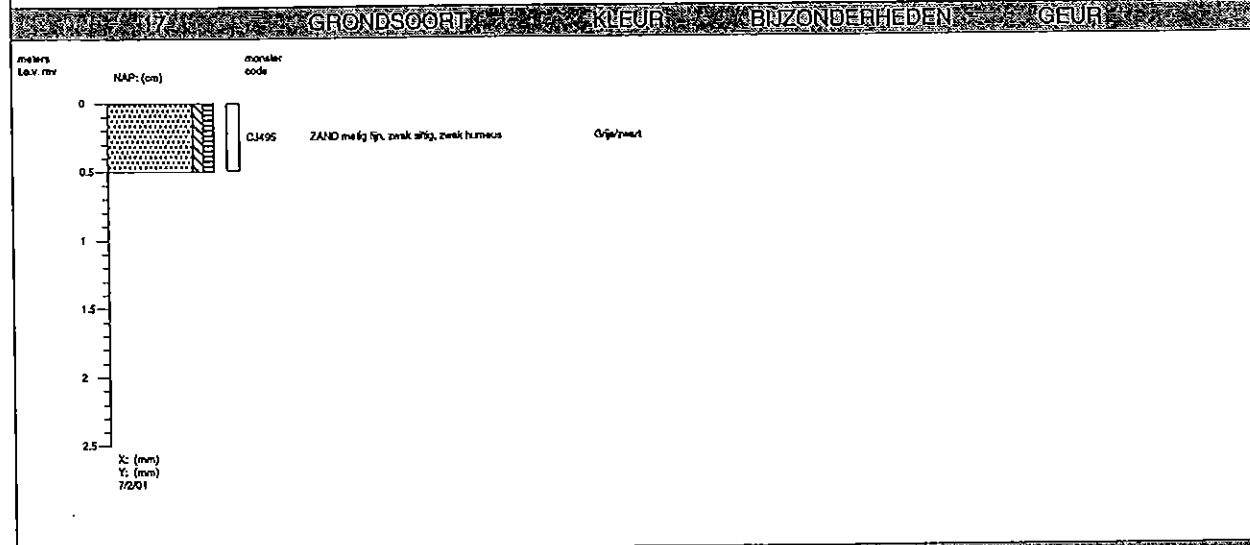 17 GRONDSOORT KLEUR BIJZONDERHEDEN GEUR
meters t.o.v. mv
monster code
NAP: (cm)
0
CJ495 ZAND matig fijn, zwak siltig, zwak humeus Grijs/zwart
0.5
1
1.5
2
2.5
X: (mm)
Y: (mm)
7/2/01